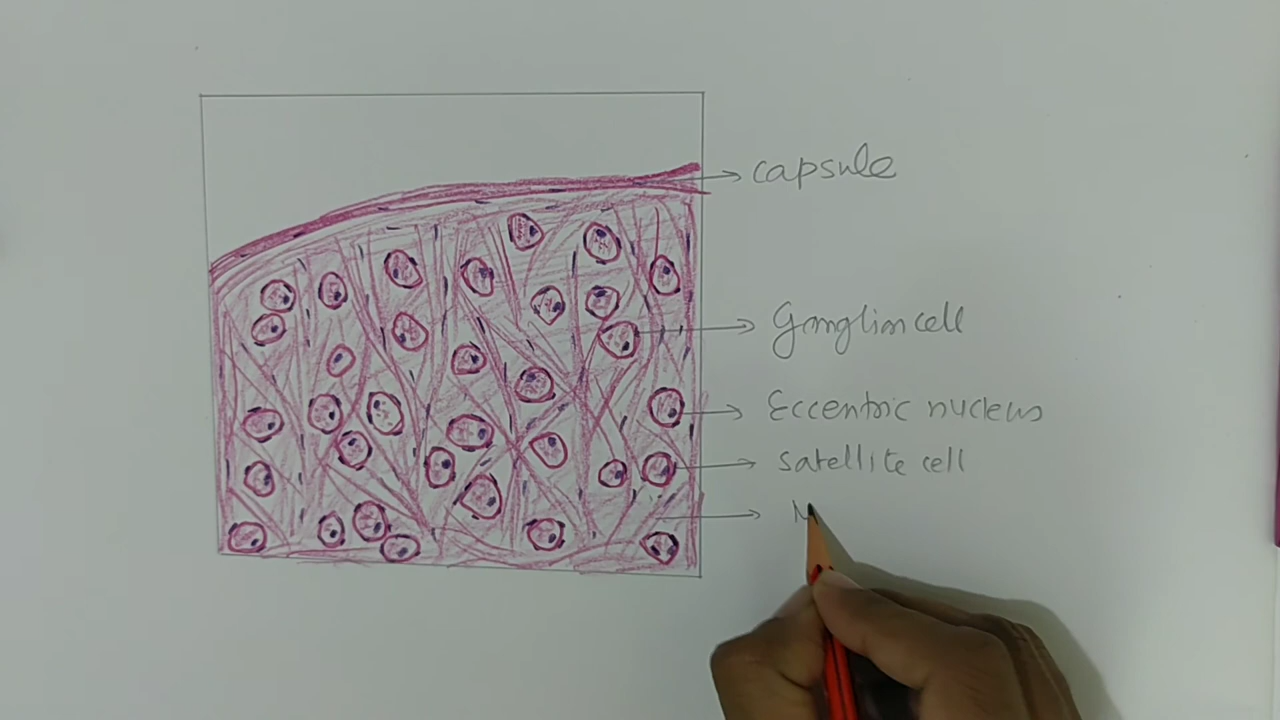 capsule
Ganglion cell
Eccentric nucleus
satellite cell
N